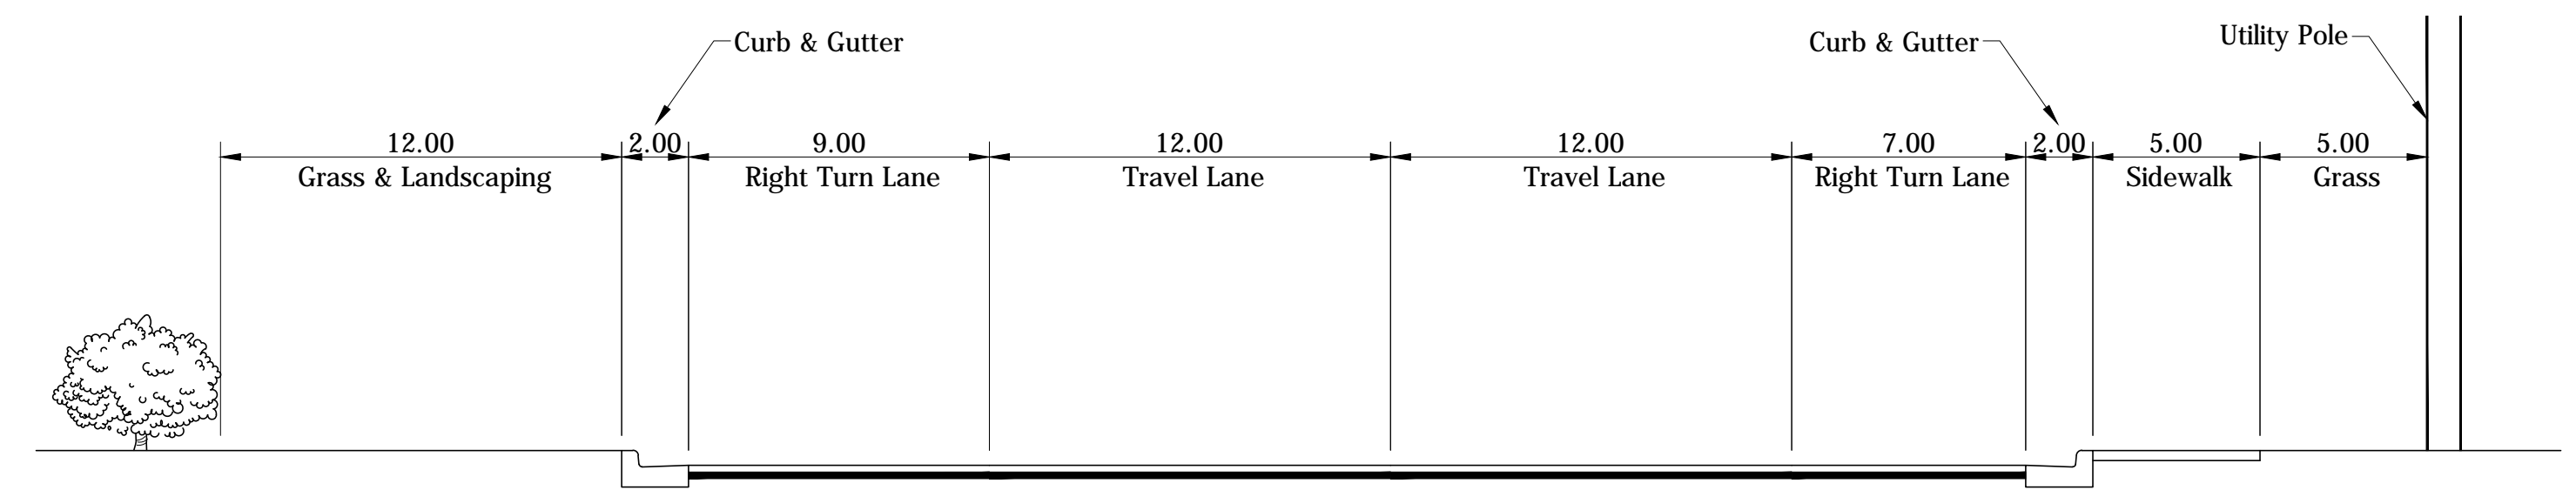 Curb & Gutter
Curb & Gutter
Utility Pole
12.00
2.00
9.00
12.00
12.00
7.00
2.00
5.00
5.00
Grass & Landscaping
Right Turn Lane
Travel Lane
Travel Lane
Right Turn Lane
Sidewalk
Grass